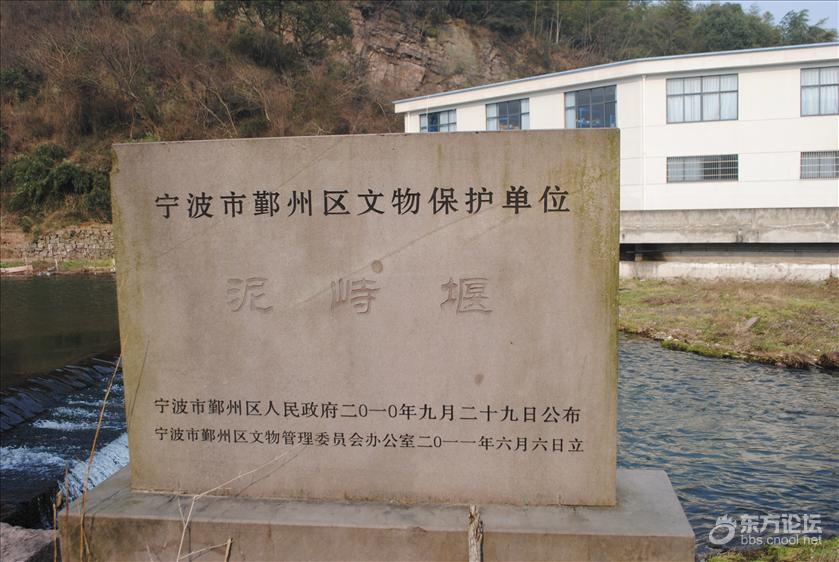 宁波市鄞州区文物保护单位
泥峙堰
宁波市鄞州区人民政府二0一0年九月二十九日公布
宁波市鄞州区文物管理委员会办公室二0一一年六月六日立
东方论坛
bbs.cnool.net